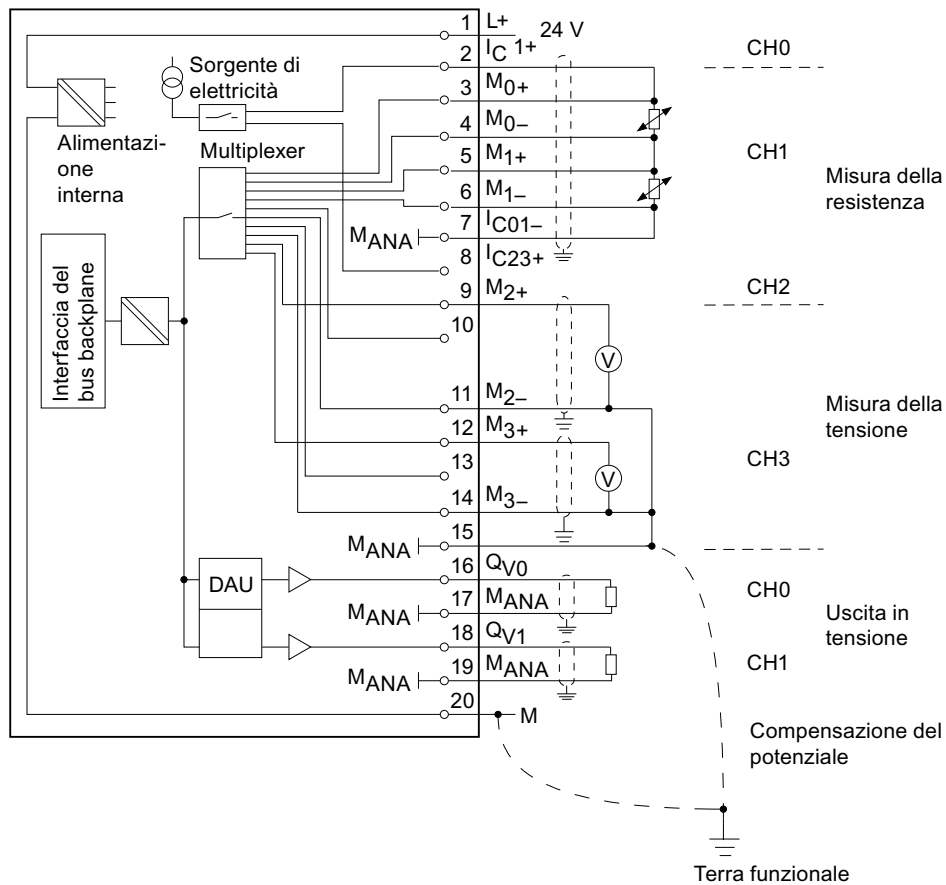 1 L+
24 V
2 IC 1+
CH0
Sorgente di
elettricità
3 M0+
4 M0–
Alimentazi-
one
interna
Multiplexer
5 M1+
CH1
6 M1–
Misura della
resistenza
MANA 7 IC01–
8 IC23+
9 M2+
CH2
10
Interfaccia del
bus backplane
V
11 M2–
Misura della
tensione
12 M3+
13
CH3
V
14 M3–
MANA 15
16 QV0
DAU
CH0
MANA 17 MANA
Uscita in
tensione
18 QV1
CH1
MANA 19 MANA
20 M
Compensazione del
potenziale
Terra funzionale